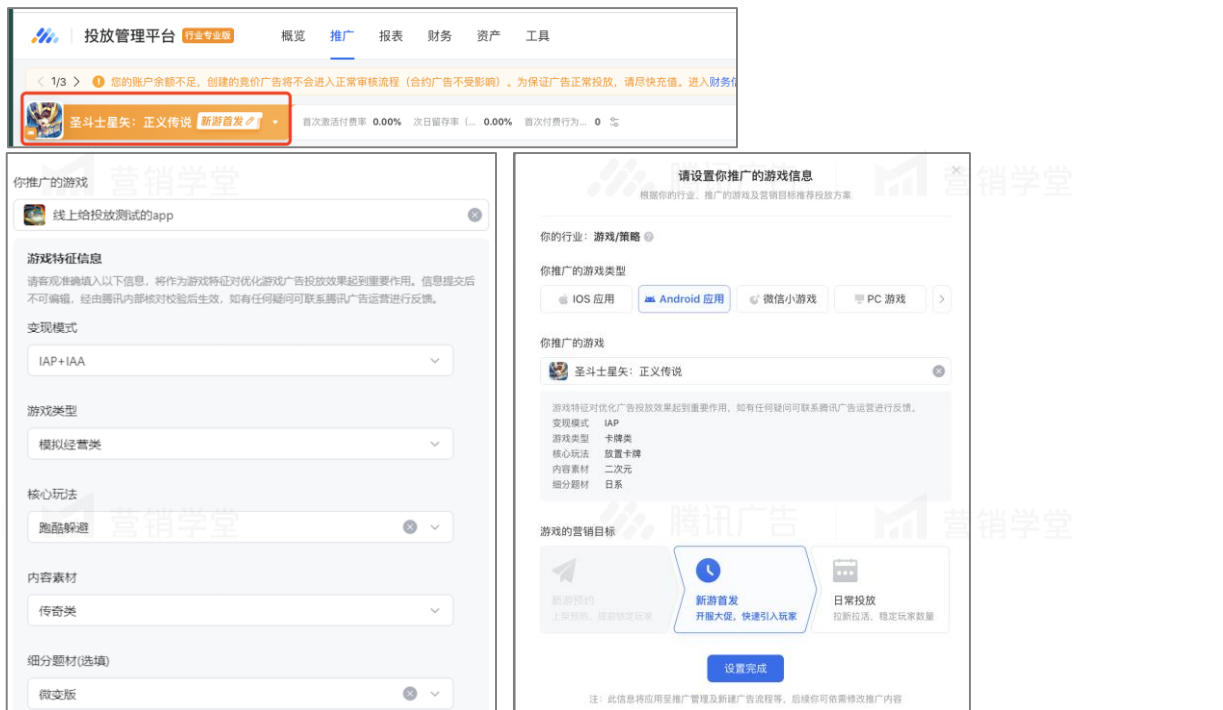 投放管理平台 行业专业版 概览 推广 报表 财务 资产 工具
< 1/3 > 您的账户余额不足，创建的竞价广告将不会进入正常审核流程（合约广告不受影响）。为保证广告正常投放，请尽快充值。进入财务信
圣斗士星矢：正义传说 新游首发 首次激活付费率 0.00% 次日留存率（... 0.00% 首次付费行为... 0
你推广的游戏
线上给投放测试的app
游戏特征信息
请客观准确填入以下信息，将作为游戏特征对优化游戏广告投放效果起到重要作用。信息提交后
不可编辑，经由腾讯内部核对校验后生效，如有任何疑问可联系腾讯广告运营进行反馈。
变现模式
IAP+IAA
游戏类型
模拟经营类
核心玩法
跑酷躲避
内容素材
传奇类
细分题材(选填)
微变版
请设置你推广的游戏信息
根据你的行业、推广的游戏及营销目标推荐投放方案
你的行业：游戏/策略
你推广的游戏类型
IOS 应用 Android 应用 微信小游戏 PC 游戏
你推广的游戏
圣斗士星矢：正义传说
游戏特征对优化广告投放效果起到重要作用，如有任何疑问可联系腾讯广告运营进行反馈。
变现模式 IAP
游戏类型 卡牌类
核心玩法 放置卡牌
内容素材 二次元
细分题材 日系
游戏的营销目标
新游预约 新游首发 日常投放
上架预热，提前锁定玩家 开服大促，快速引入玩家 拉新拉活、稳定玩家数量
设置完成
注：此信息将应用至推广管理及新建广告流程等，后续你可依需修改推广内容
营销学堂
腾讯广告 营销学堂
营销学堂
腾讯广告 营销学堂